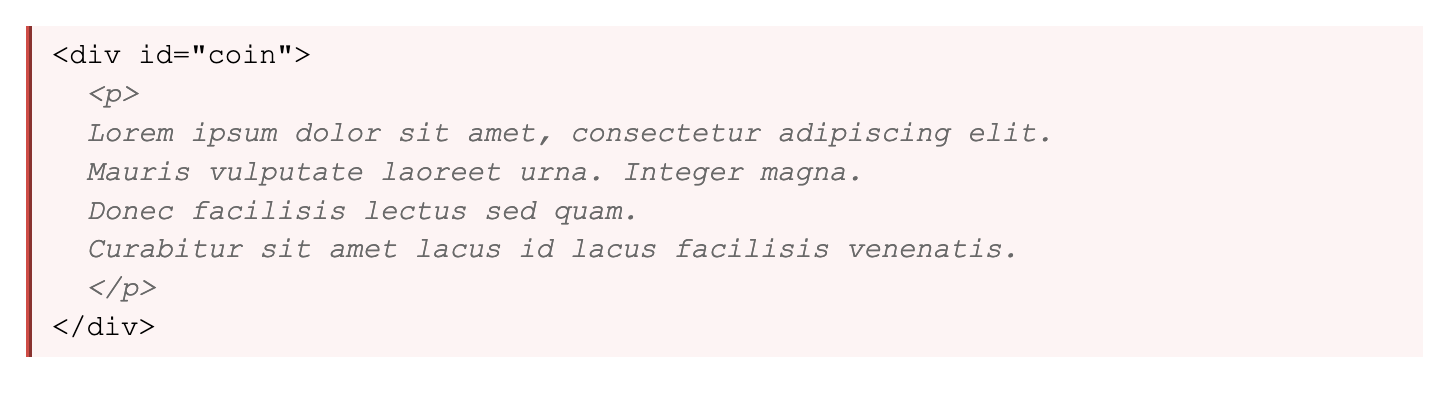 <div id="coin">
<p>
Lorem ipsum dolor sit amet, consectetur adipiscing elit.
Mauris vulputate laoreet urna. Integer magna.
Donec facilisis lectus sed quam.
Curabitur sit amet lacus id lacus facilisis venenatis.
</p>
</div>